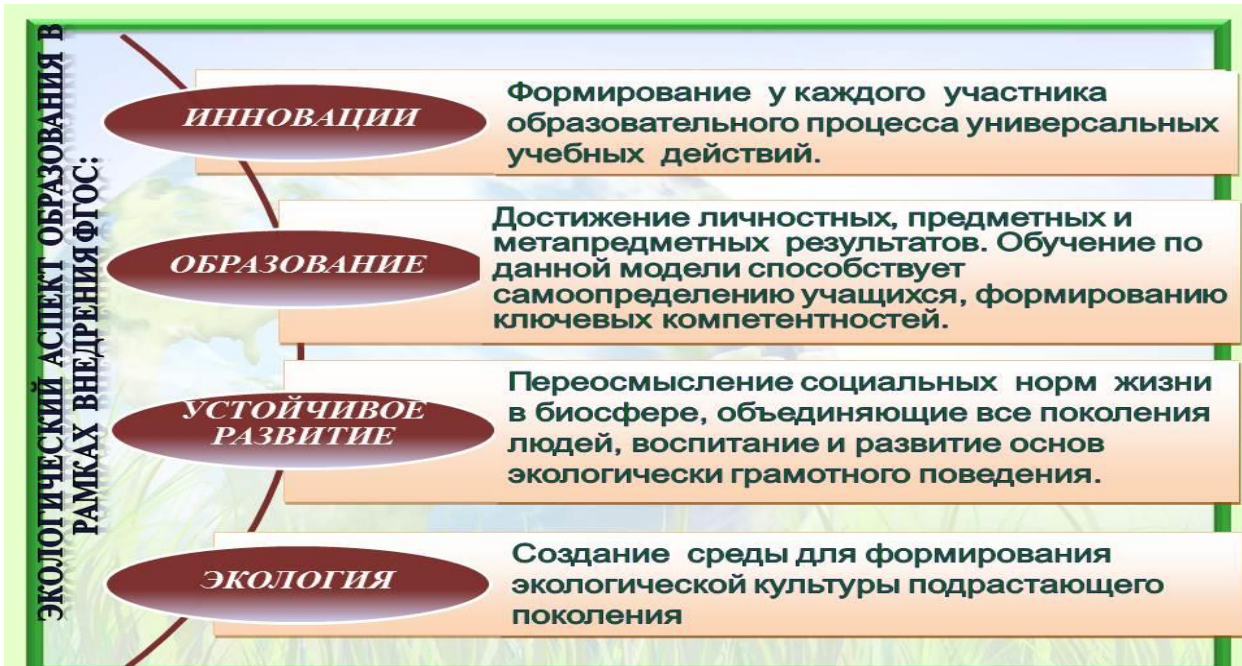 ЭКОЛОГИЧЕСКИЙ АСПЕКТ ОБРАЗОВАНИЯ В
РАМКАХ ВНЕДРЕНИЯ ФГОС:
ИННОВАЦИИ
Формирование у каждого участника
образовательного процесса универсальных
учебных действий.
ОБРАЗОВАНИЕ
Достижение личностных, предметных и
метапредметных результатов. Обучение по
данной модели способствует
самоопределению учащихся, формированию
ключевых компетентностей.
УСТОЙЧИВОЕ
РАЗВИТИЕ
Переосмысление социальных норм жизни
в биосфере, объединяющие все поколения
людей, воспитание и развитие основ
экологически грамотного поведения.
ЭКОЛОГИЯ
Создание среды для формирования
экологической культуры подрастающего
поколения